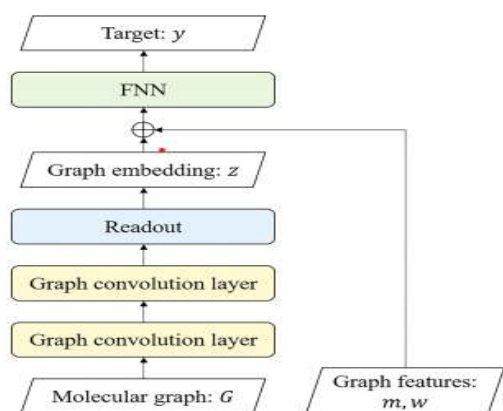 Target: y
FNN
Graph embedding: z
Readout
Graph convolution layer
Graph convolution layer
Molecular graph: G
Graph features:
m, w